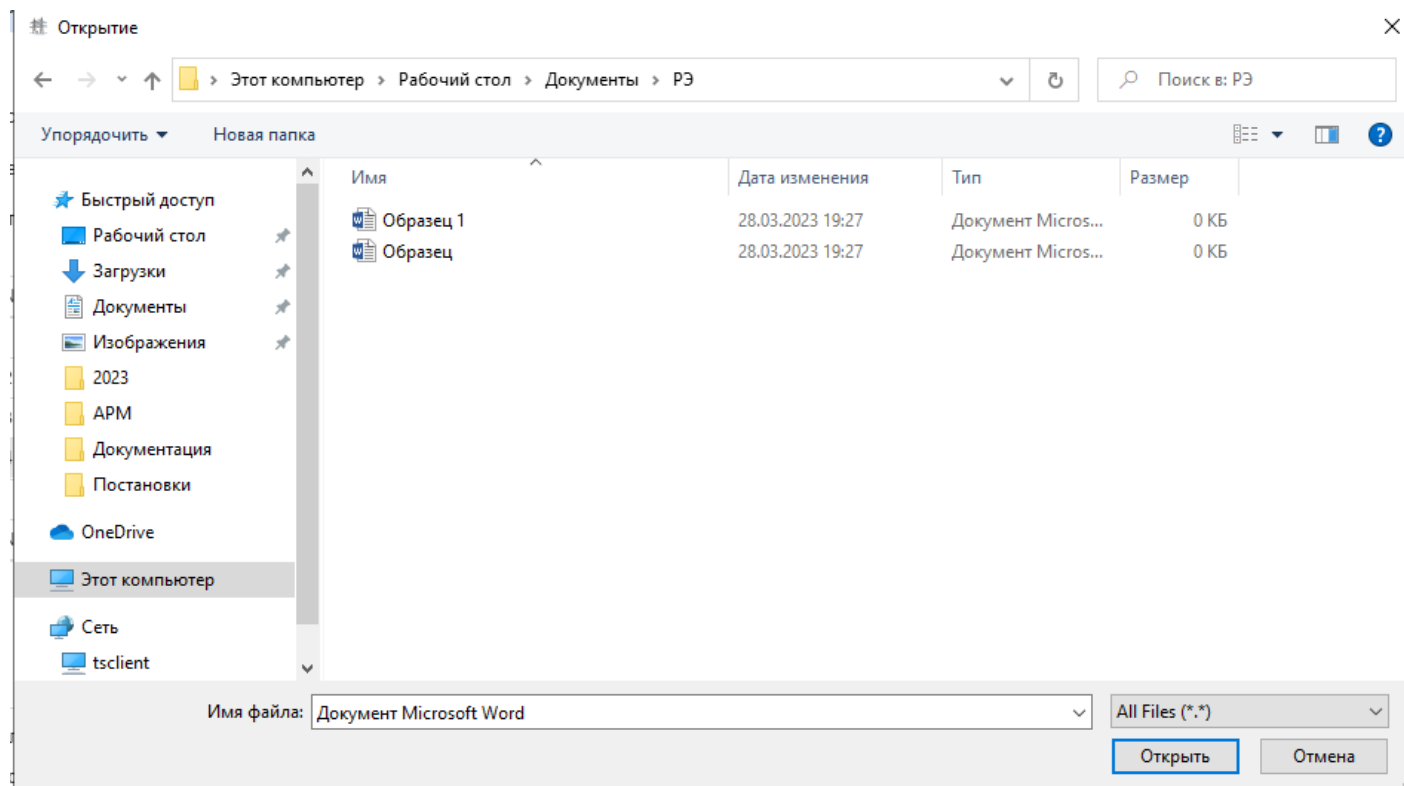 Открытие
Этот компьютер > Рабочий стол > Документы > РЭ
Поиск в: РЭ
Упорядочить
Новая папка
Имя
Дата изменения
Тип
Размер
Образец 1
28.03.2023 19:27
Документ Micros...
0 КБ
Образец
28.03.2023 19:27
Документ Micros...
0 КБ
Быстрый доступ
Рабочий стол
Загрузки
Документы
Изображения
2023
АРМ
Документация
Постановки
OneDrive
Этот компьютер
Сеть
tsclient
Имя файла:
Документ Microsoft Word
All Files (*.*)
Открыть
Отмена